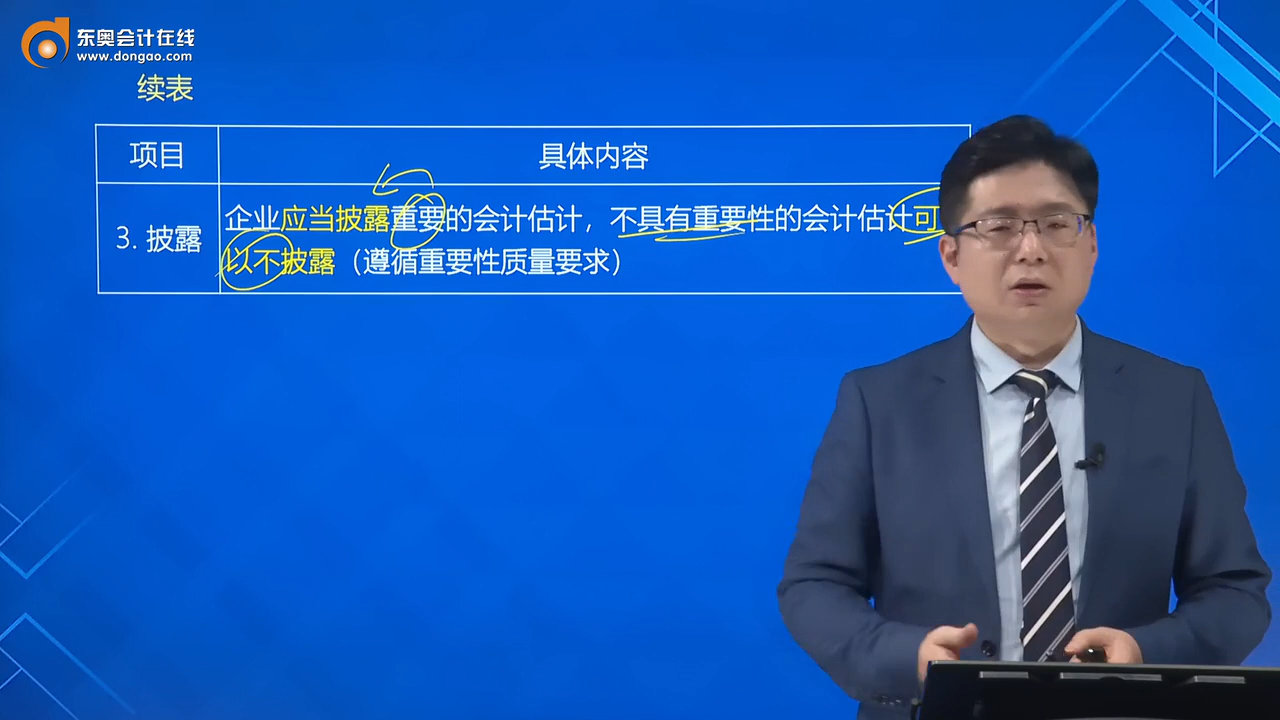 东奥会计在线
www.dongao.com
续表
项目
具体内容
3. 披露
企业应当披露重要的会计估计，不具有重要性的会计估计可
以不披露（遵循重要性质量要求）